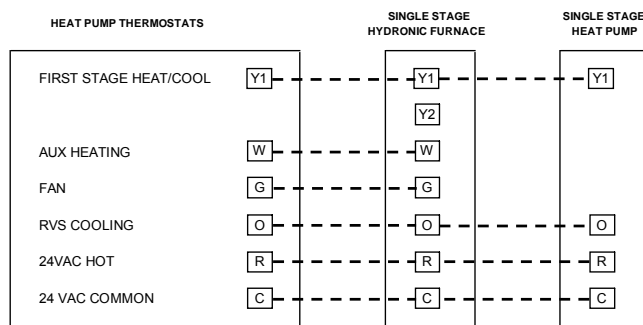 HEAT PUMP THERMOSTATS
SINGLE STAGE
HYDRONIC FURNACE
SINGLE STAGE
HEAT PUMP
FIRST STAGE HEAT/COOL Y1 Y1 Y1
Y2
AUX HEATING W W
FAN G G
RVS COOLING O O O
24VAC HOT R R R
24 VAC COMMON C C C